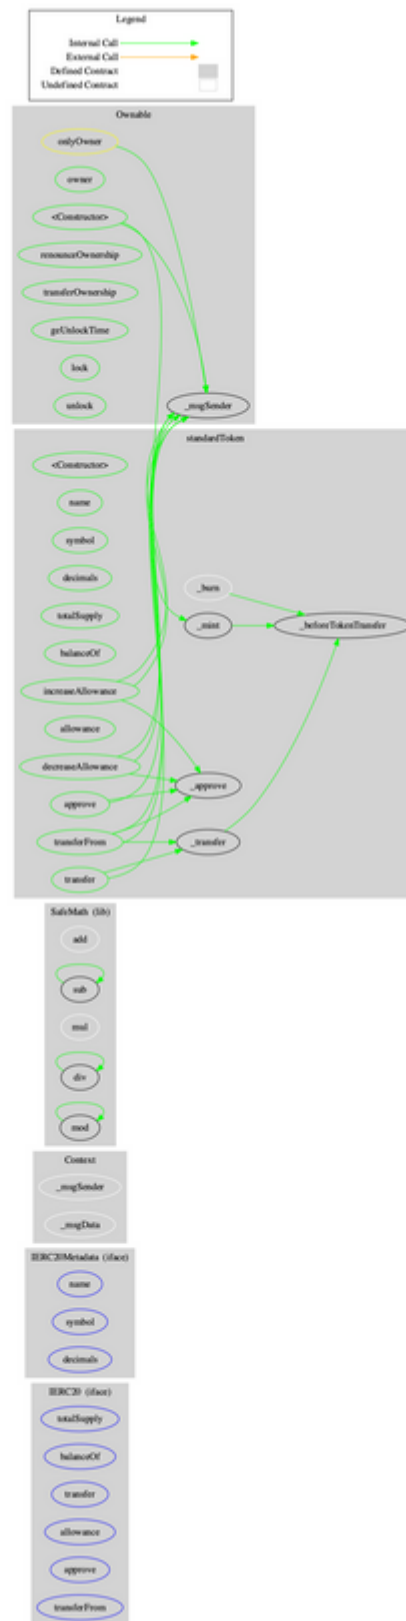 Legend
Internal Call
External Call
Defined Contract
Undefined Contract
Ownable
onlyOwner
owner
<Constructor>
renounceOwnership
transferOwnership
geUnlockTime
lock
unlock
_msgSender
standardToken
<Constructor>
name
symbol
decimals
totalSupply
balanceOf
increaseAllowance
allowance
decreaseAllowance
approve
transferFrom
transfer
_burn
_mint
_beforeTokenTransfer
_approve
_transfer
SafeMath (lib)
add
sub
mul
div
mod
Context
_msgSender
_msgData
IERC20Metadata (iface)
name
symbol
decimals
IERC20 (iface)
totalSupply
balanceOf
transfer
allowance
approve
transferFrom